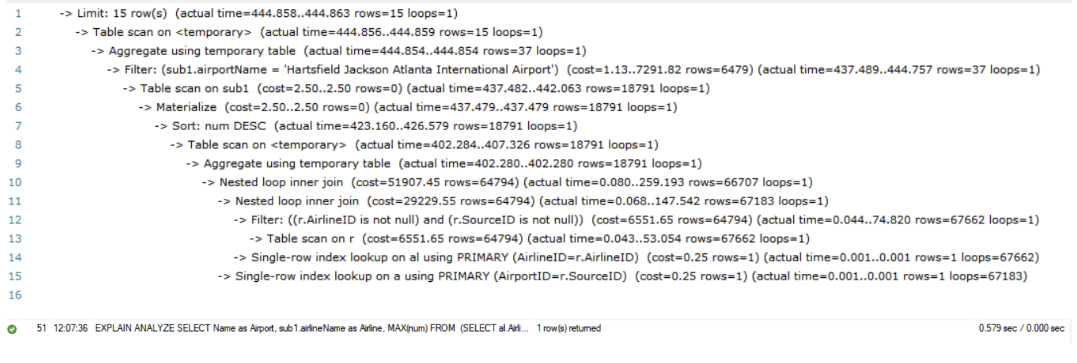 1 -> Limit: 15 row(s) (actual time=444.858..444.863 rows=15 loops=1)
2 -> Table scan on <temporary> (actual time=444.856..444.859 rows=15 loops=1)
3 -> Aggregate using temporary table (actual time=444.854..444.854 rows=37 loops=1)
4 -> Filter: (sub1.airportName = 'Hartsfield Jackson Atlanta International Airport') (cost=1.13..7291.82 rows=6479) (actual time=437.489..444.757 rows=37 loops=1)
5 -> Table scan on sub1 (cost=2.50..2.50 rows=0) (actual time=437.482..442.063 rows=18791 loops=1)
6 -> Materialize (cost=2.50..2.50 rows=0) (actual time=437.479..437.479 rows=18791 loops=1)
7 -> Sort: num DESC (actual time=423.160..426.579 rows=18791 loops=1)
8 -> Table scan on <temporary> (actual time=402.284..407.326 rows=18791 loops=1)
9 -> Aggregate using temporary table (actual time=402.280..402.280 rows=18791 loops=1)
10 -> Nested loop inner join (cost=51907.45 rows=64794) (actual time=0.080..259.193 rows=66707 loops=1)
11 -> Nested loop inner join (cost=29229.55 rows=64794) (actual time=0.068..147.542 rows=67183 loops=1)
12 -> Filter: ((r.AirlineID is not null) and (r.SourceID is not null)) (cost=6551.65 rows=64794) (actual time=0.044..74.820 rows=67662 loops=1)
13 -> Table scan on r (cost=6551.65 rows=64794) (actual time=0.043..53.054 rows=67662 loops=1)
14 -> Single-row index lookup on al using PRIMARY (AirlineID=r.AirlineID) (cost=0.25 rows=1) (actual time=0.001..0.001 rows=1 loops=67662)
15 -> Single-row index lookup on a using PRIMARY (AirportID=r.SourceID) (cost=0.25 rows=1) (actual time=0.001..0.001 rows=1 loops=67183)
16
51 12:07:36 EXPLAIN ANALYZE SELECT Name as Airport, sub1.airlineName as Airline, MAX(num) FROM (SELECT al.Airli... 1 row(s) returned 0.579 sec / 0.000 sec